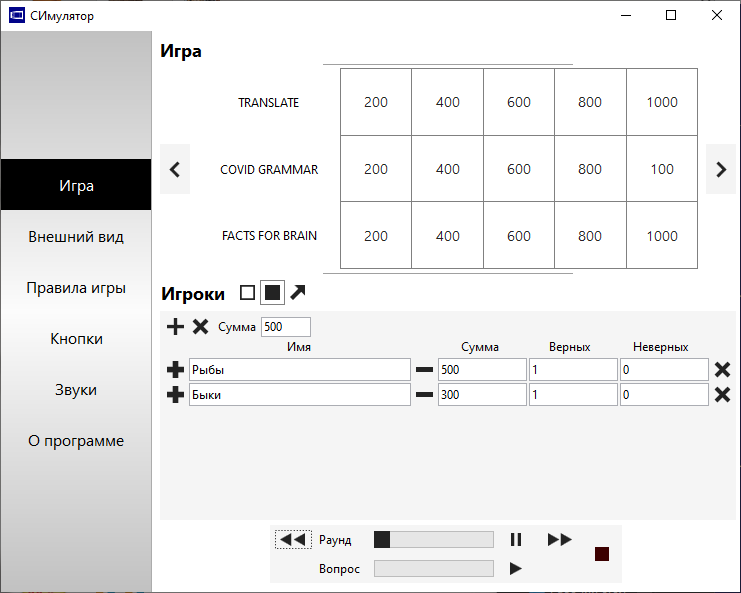 СИмулятор
Игра
Внешний вид
Правила игры
Кнопки
Звуки
О программе
Игра
TRANSLATE 200 400 600 800 1000
COVID GRAMMAR 200 400 600 800 100
FACTS FOR BRAIN 200 400 600 800 1000
Игроки
Сумма 500
Имя Сумма Верных Неверных
Рыбы 500 1 0
Быки 300 1 0
Раунд
Вопрос